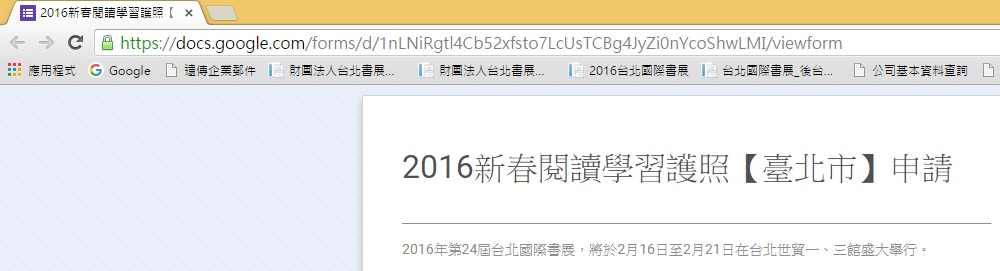 2016新春閱讀學習護照【
https://docs.google.com/forms/d/1nLNiRgtl4Cb52xfsto7LcUsTCBg4JyZi0nYcoShwLMI/viewform
應用程式 Google 遠傳企業郵件 財團法人台北書展... 財團法人台北書展... 2016台北國際書展 台北國際書展_後台... 公司基本資料查詢
2016新春閱讀學習護照【臺北市】申請
2016年第24屆台北國際書展，將於2月16日至2月21日在台北世貿一、三館盛大舉行。